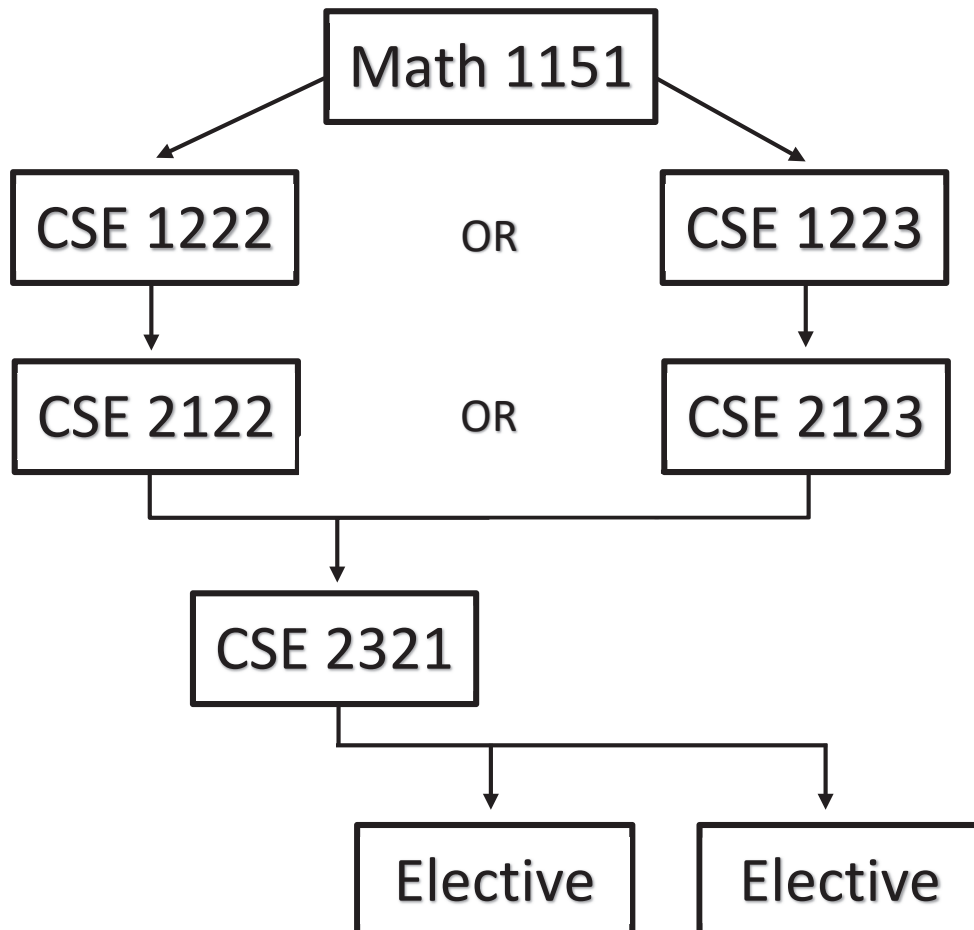 Math 1151
CSE 1222 OR CSE 1223
CSE 2122 OR CSE 2123
CSE 2321
Elective Elective